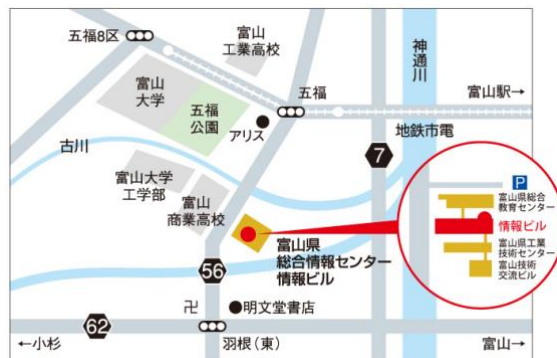 五福8区
富山
工業高校
神通川
富山
大学
五福
公園
五福
富山駅→
アリス
地鉄市電
古川
7
富山大学
工学部
富山
商業高校
P
富山県総合
教育センター
情報ビル
富山県工業
技術センター
富山技術
交流ビル
富山県
総合情報センター
情報ビル
56
卍
明文堂書店
62
←小杉
羽根(東)
富山→